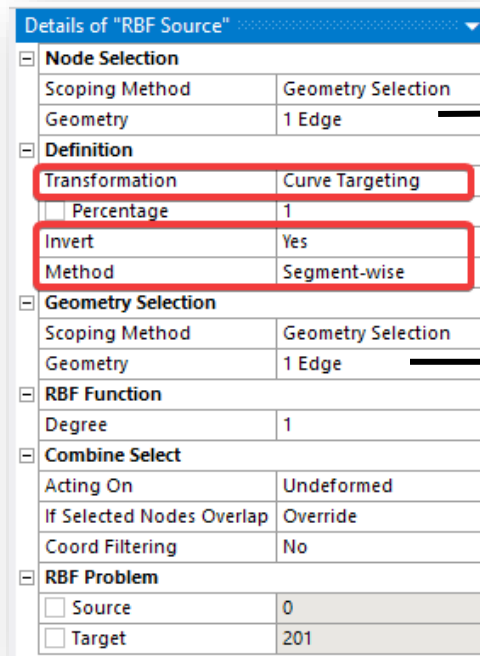 Details of "RBF Source"
Node Selection
Scoping Method Geometry Selection
Geometry 1 Edge
Definition
Transformation Curve Targeting
Percentage 1
Invert Yes
Method Segment-wise
Geometry Selection
Scoping Method Geometry Selection
Geometry 1 Edge
RBF Function
Degree 1
Combine Select
Acting On Undeformed
If Selected Nodes Overlap Override
Coord Filtering No
RBF Problem
Source 0
Target 201